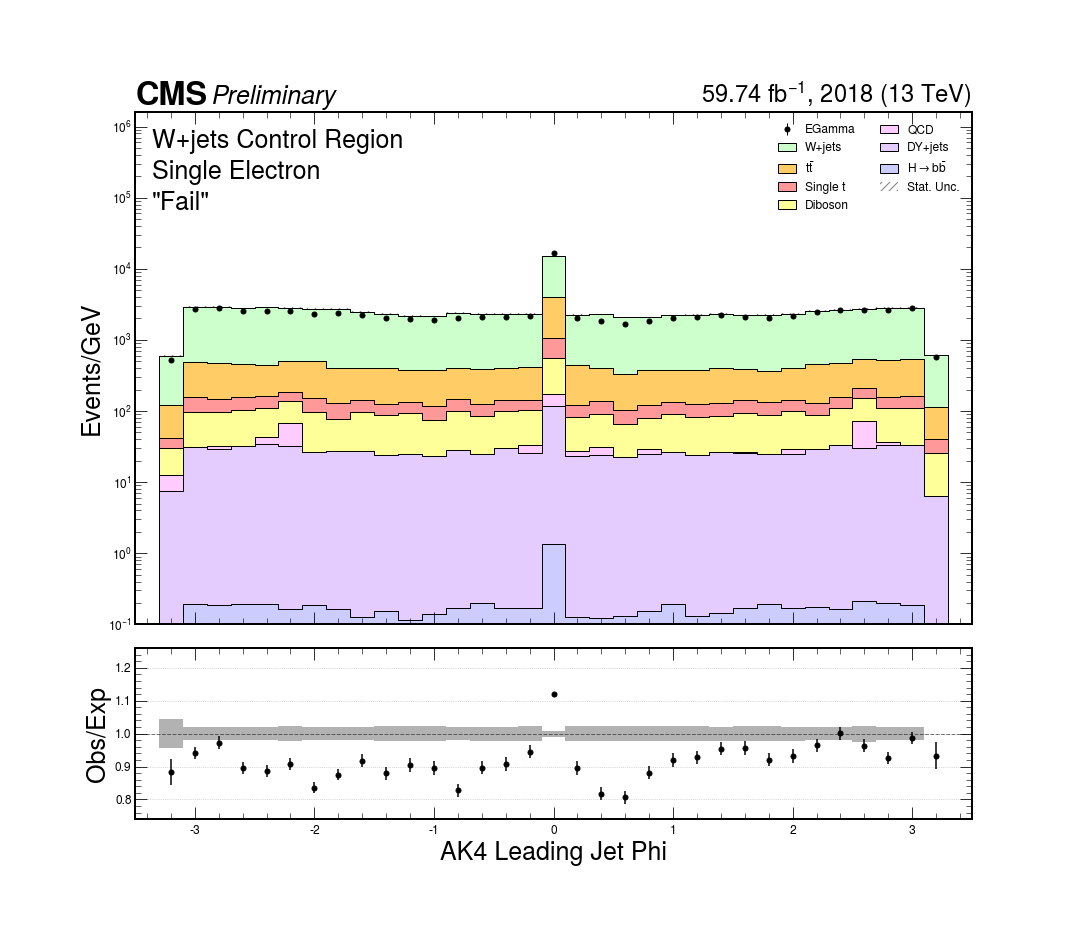 CMS Preliminary
59.74 fb⁻¹, 2018 (13 TeV)
W+jets Control Region
Single Electron
"Fail"
EGamma
W+jets
tt̄
Single t
Diboson
QCD
DY+jets
H→bb̄
Stat. Unc.
Events/GeV
10⁶
10⁵
10⁴
10³
10²
10¹
10⁰
10⁻¹
Obs/Exp
1.2
1.1
1.0
0.9
0.8
-3 -2 -1 0 1 2 3
AK4 Leading Jet Phi